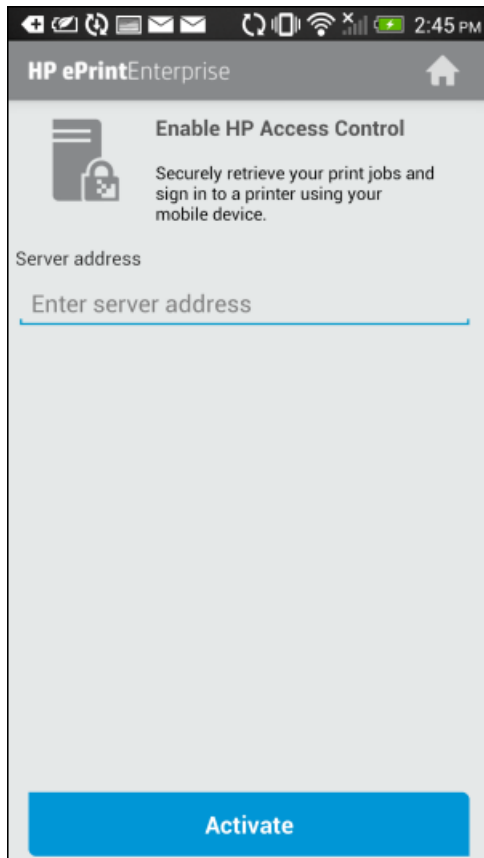 2:45 PM
HP ePrintEnterprise
Enable HP Access Control
Securely retrieve your print jobs and
sign in to a printer using your
mobile device.
Server address
Enter server address
Activate